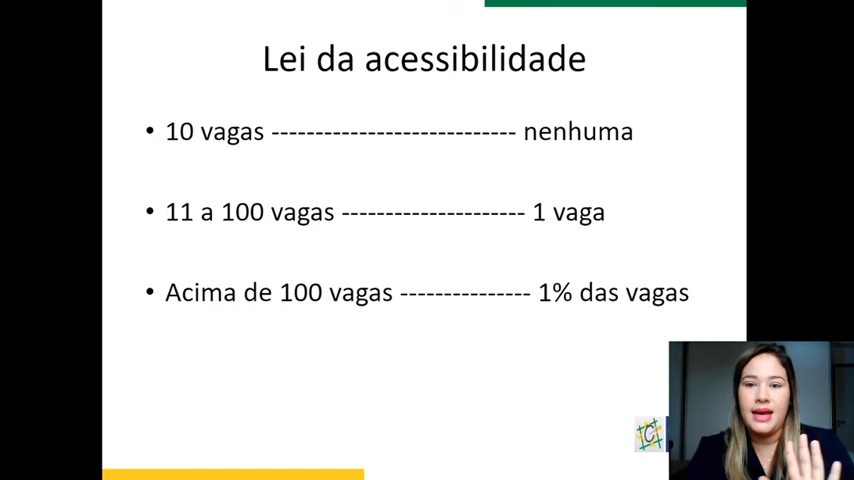 Lei da acessibilidade
• 10 vagas ---------------------------- nenhuma
• 11 a 100 vagas --------------------- 1 vaga
• Acima de 100 vagas --------------- 1% das vagas
C